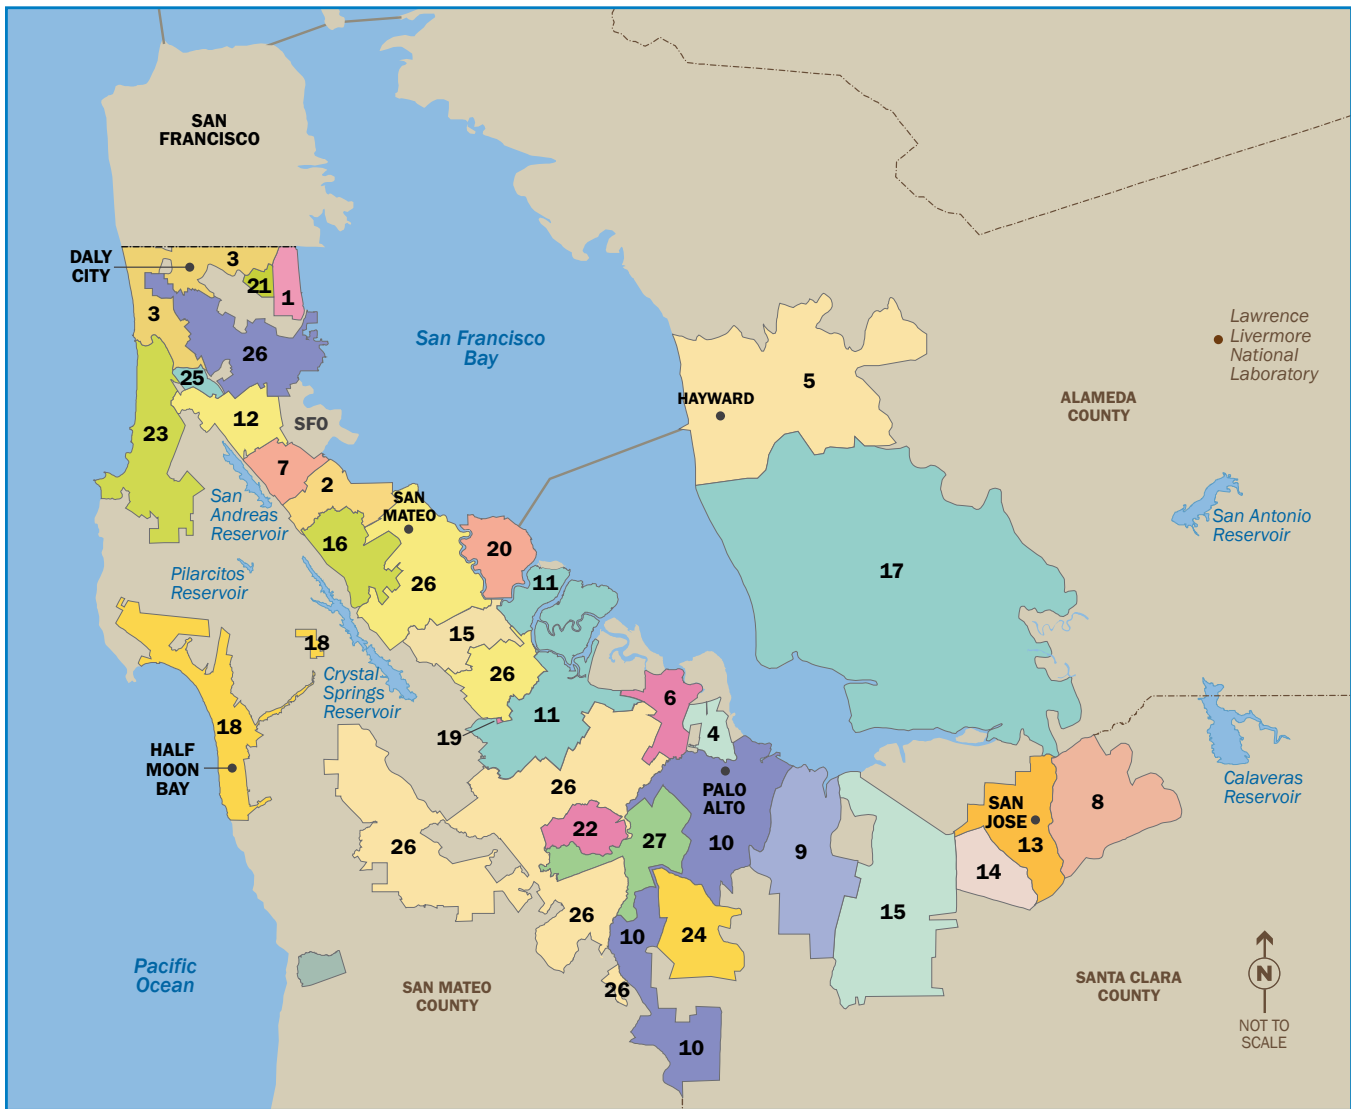 SAN
FRANCISCO
DALY
CITY
3
21
1
3
26
San Francisco
Bay
Lawrence
Livermore
National
Laboratory
25
5
HAYWARD
ALAMEDA
COUNTY
12
SFO
23
7
2
SAN
MATEO
San
Andreas
Reservoir
San Antonio
Reservoir
16
20
17
Pilarcitos
Reservoir
26
11
15
18
26
Crystal
Springs
Reservoir
6
11
18
19
4
HALF
MOON
BAY
26
PALO
ALTO
SAN
JOSE
8
Calaveras
Reservoir
22
27
10
13
26
9
14
26
15
10
24
Pacific
Ocean
SAN MATEO
COUNTY
26
SANTA CLARA
COUNTY
N
NOT TO
SCALE
10